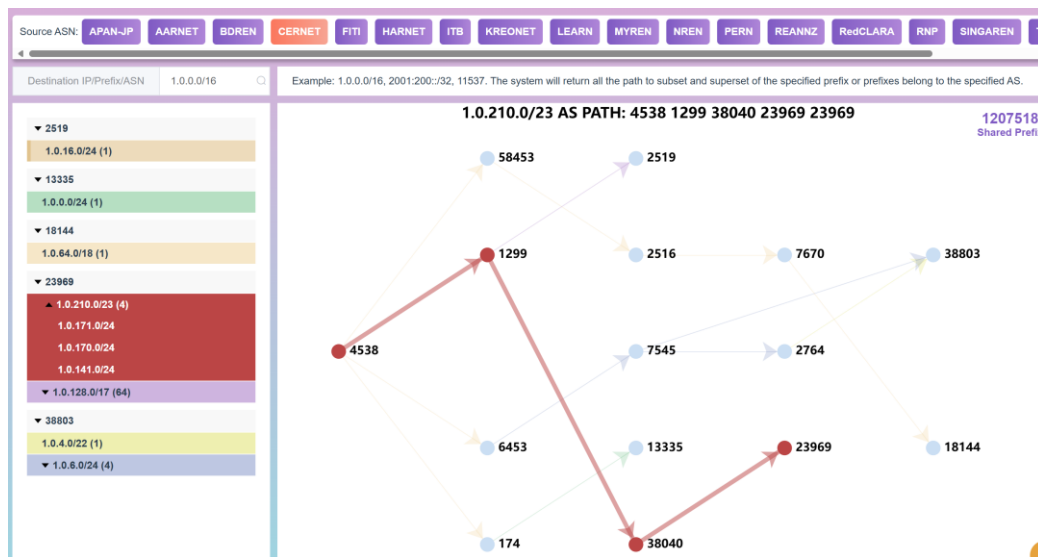 Source ASN: APAN-JP AARNET BDREN CERNET FITI HARNET ITB KREONET LEARN MYREN NREN PERN REANNZ RedCLARA RNP SINGAREN
Destination IP/Prefix/ASN 1.0.0.0/16 Example: 1.0.0.0/16, 2001:200::/32, 11537. The system will return all the path to subset and superset of the specified prefix or prefixes belong to the specified AS.
2519
1.0.16.0/24 (1)
13335
1.0.0.0/24 (1)
18144
1.0.64.0/18 (1)
23969
1.0.210.0/23 (4)
1.0.171.0/24
1.0.170.0/24
1.0.141.0/24
1.0.128.0/17 (64)
38803
1.0.4.0/22 (1)
1.0.6.0/24 (4)
1.0.210.0/23 AS PATH: 4538 1299 38040 23969 23969
1207518
Shared Prefi
58453 2519
1299 2516 7670 38803
4538 7545 2764
6453 13335 23969 18144
174 38040